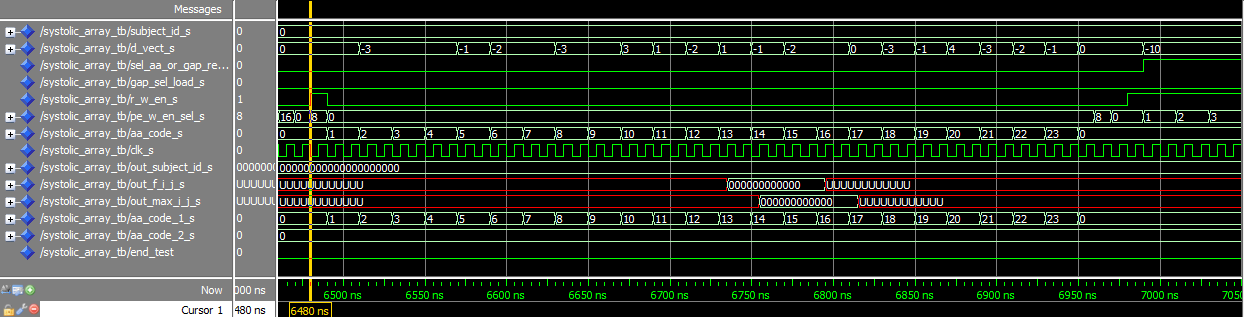 Messages
/systolic_array_tb/subject_id_s 0 0
/systolic_array_tb/d_vect_s 0 0 -3 -1 -2 -3 3 1 -2 1 -1 -2 0 -3 -1 4 -3 -2 -1 0 -10
/systolic_array_tb/sel_aa_or_gap_re... 0
/systolic_array_tb/gap_sel_load_s 0
/systolic_array_tb/r_w_en_s 1
/systolic_array_tb/pe_w_en_sel_s 8 16 0 8 0 8 0 1 2 3
/systolic_array_tb/aa_code_s 0 0 1 2 3 4 5 6 7 8 9 10 11 12 13 14 15 16 17 18 19 20 21 22 23 0
/systolic_array_tb/clk_s 0
/systolic_array_tb/out_subject_id_s 00000000 0000000000000000000
/systolic_array_tb/out_f_i_j_s UUUUUU UUUUUUUUUUUU 000000000000 UUUUUUUUUUUU
/systolic_array_tb/out_max_i_j_s UUUUUU UUUUUUUUUUUU 000000000000 UUUUUUUUUUUU
/systolic_array_tb/aa_code_1_s 0 0 1 2 3 4 5 6 7 8 9 10 11 12 13 14 15 16 17 18 19 20 21 22 23 0
/systolic_array_tb/aa_code_2_s 0 0
/systolic_array_tb/end_test 0
Now 000 ns 6500 ns 6550 ns 6600 ns 6650 ns 6700 ns 6750 ns 6800 ns 6850 ns 6900 ns 6950 ns 7000 ns 7050
Cursor 1 480 ns 6480 ns